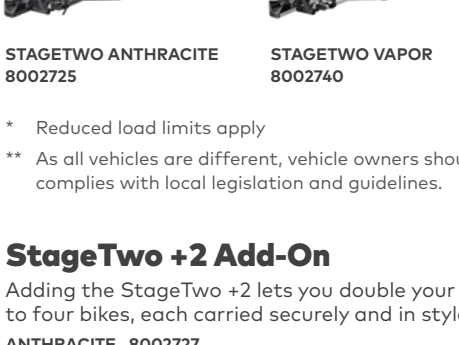 STAGETWO ANTHRACITE STAGETWO VAPOR
8002725 8002740
* Reduced load limits apply
** As all vehicles are different, vehicle owners
complies with local legislation and guidelines.
StageTwo +2 Add-On
Adding the StageTwo +2 lets you double your
to four bikes, each carried securely and in
ANTHRACITE 8002727